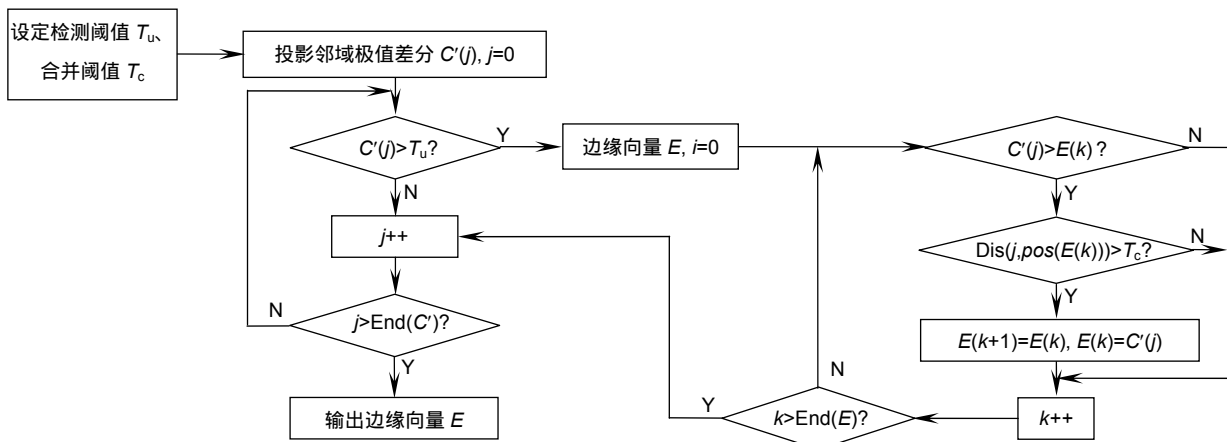 设定检测阈值 Tu、
合并阈值 Tc
投影邻域极值差分 C′(j), j=0
C′(j)>Tu?
Y
N
边缘向量 E, i=0
C′(j)>E(k) ?
N
Y
j++
Dis(j,pos(E(k)))>Tc?
N
Y
j>End(C′)?
N
Y
E(k+1)=E(k), E(k)=C′(j)
输出边缘向量 E
k>End(E)?
N
Y
k++